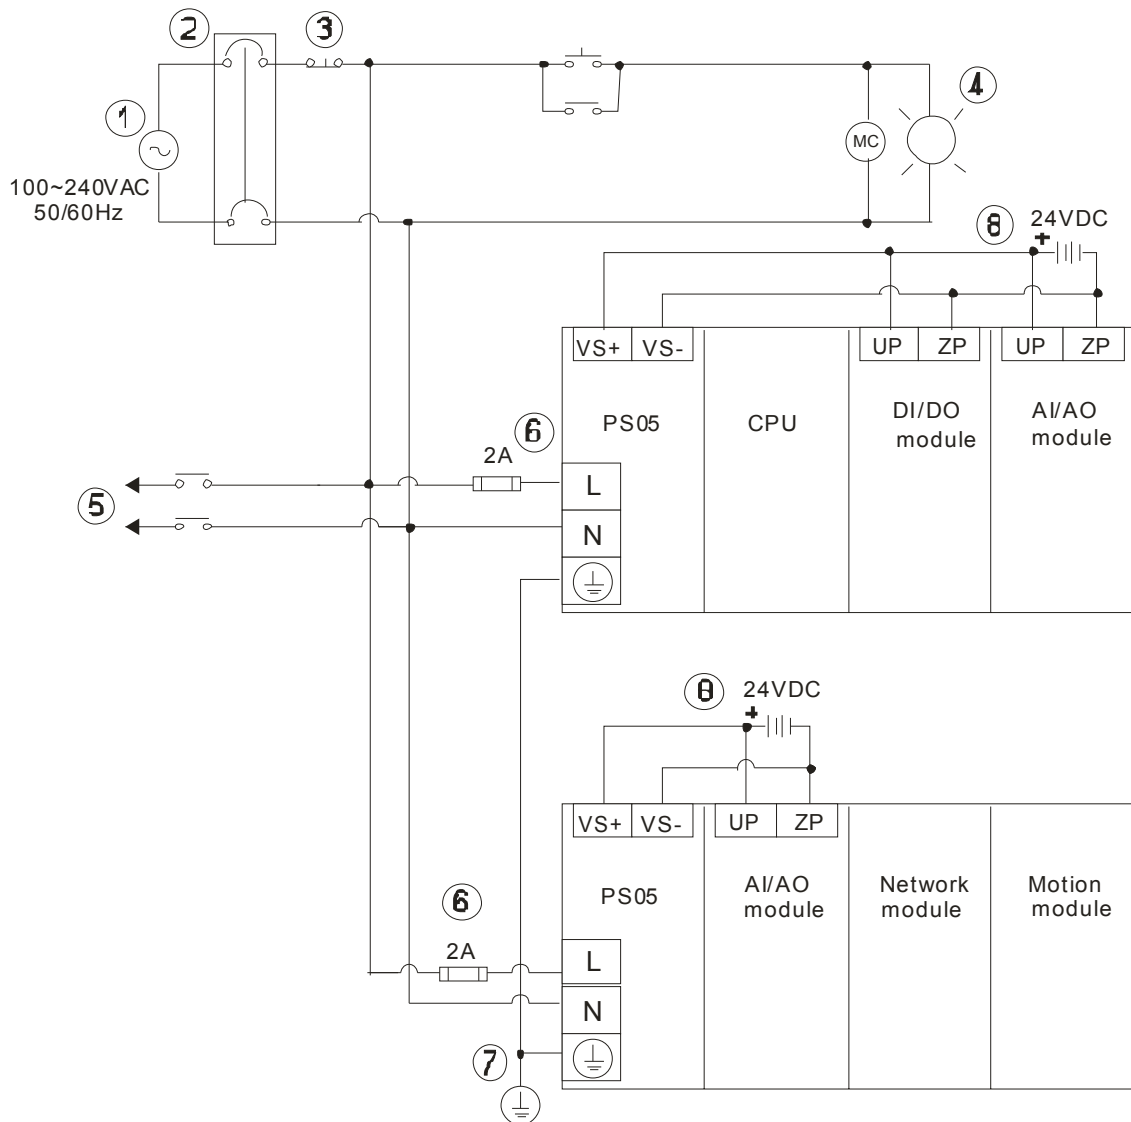 2
3
1
4
MC
100~240VAC
50/60Hz
8
24VDC
+
VS+
VS-
UP
ZP
UP
ZP
PS05
CPU
DI/DO
module
AI/AO
module
6
2A
L
5
N
8
24VDC
+
VS+
VS-
UP
ZP
PS05
AI/AO
module
Network
module
Motion
module
6
2A
L
N
7